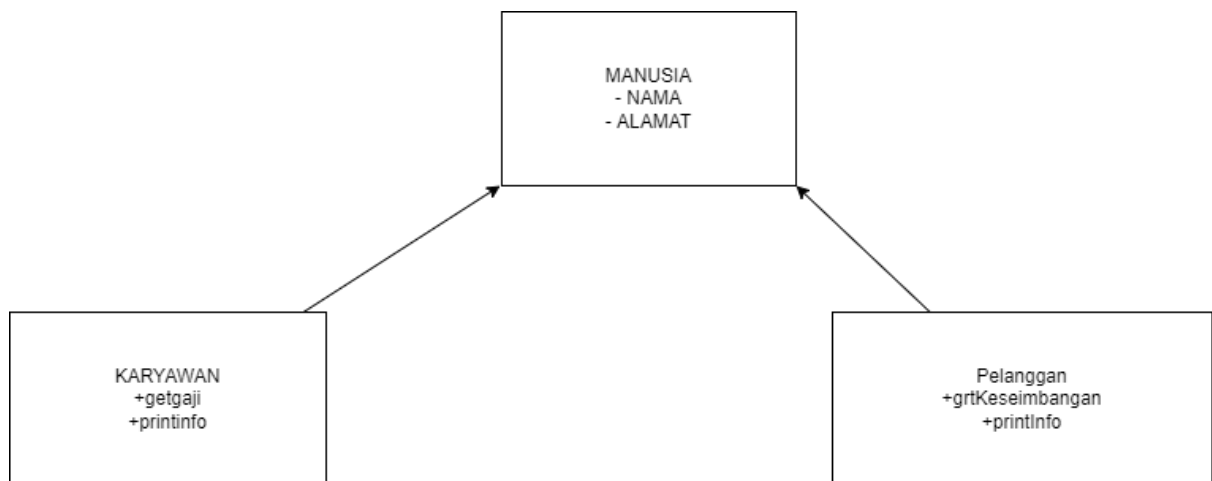 MANUSIA
- NAMA
- ALAMAT
KARYAWAN
+getgaji
+printinfo
Pelanggan
+grtKeseimbangan
+printInfo